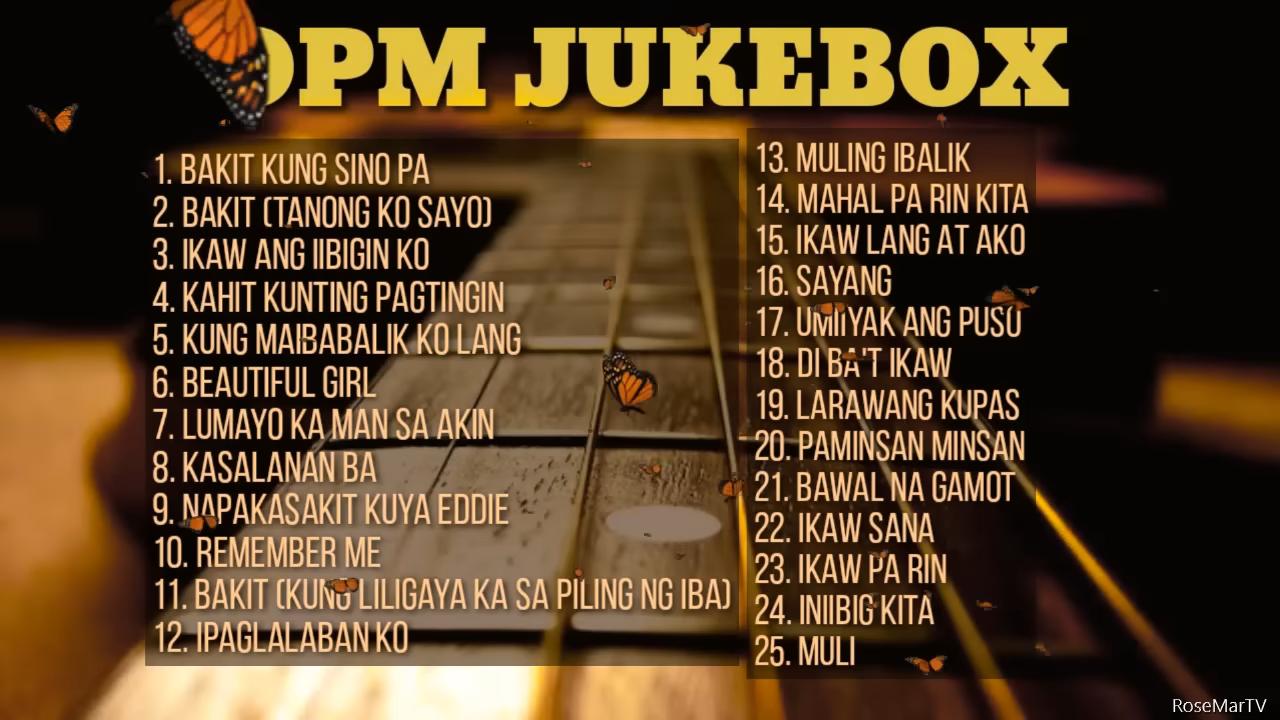 OPM JUKEBOX
1. BAKIT KUNG SINO PA
2. BAKIT (TANONG KO SAYO)
3. IKAW ANG IIBIGIN KO
4. KAHIT KUNTING PAGTINGIN
5. KUNG MAIBABALIK KO LANG
6. BEAUTIFUL GIRL
7. LUMAYO KA MAN SA AKIN
8. KASALANAN BA
9. NAPAKASAKIT KUYA EDDIE
10. REMEMBER ME
11. BAKIT (KUNG LILIGAYA KA SA PILING NG IBA)
12. IPAGLALABAN KO
13. MULING IBALIK
14. MAHAL PA RIN KITA
15. IKAW LANG AT AKO
16. SAYANG
17. UMIIYAK ANG PUSO
18. DI BA'T IKAW
19. LARAWANG KUPAS
20. PAMINSAN MINSAN
21. BAWAL NA GAMOT
22. IKAW SANA
23. IKAW PA RIN
24. INIIBIG KITA
25. MULI
RoseMarTV